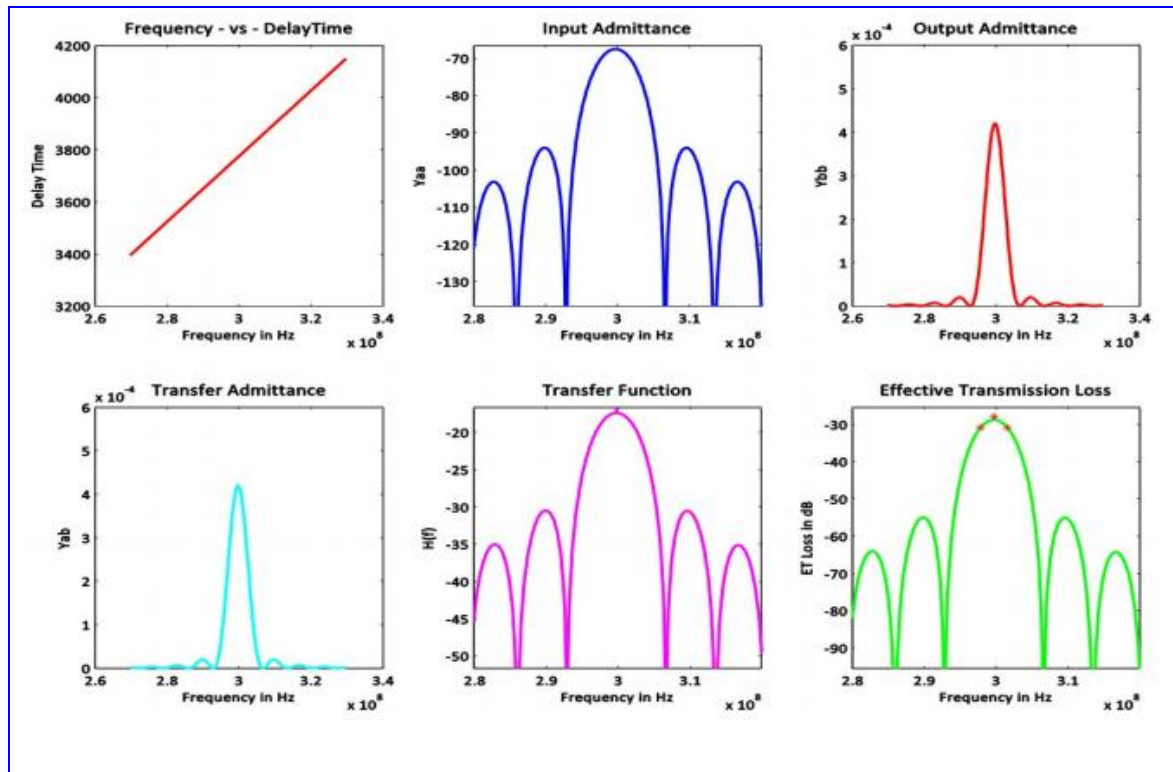 Frequency - vs - DelayTime
4200
4000
3800
3600
3400
3200
Delay Time
2.6 2.8 3 3.2 3.4
Frequency in Hz
x 10^8
Input Admittance
-70
-80
-90
-100
-110
-120
-130
Yaa
2.8 2.9 3 3.1
Frequency in Hz
x 10^8
Output Admittance
x 10^-4
6
5
4
3
2
1
0
Ybb
2.6 2.8 3 3.2 3.4
Frequency in Hz
x 10^8
Transfer Admittance
x 10^-4
6
5
4
3
2
1
0
Yab
2.6 2.8 3 3.2 3.4
Frequency in Hz
x 10^8
Transfer Function
-20
-25
-30
-35
-40
-45
-50
H(f)
2.8 2.9 3 3.1
Frequency in Hz
x 10^8
Effective Transmission Loss
-30
-40
-50
-60
-70
-80
-90
ET Loss in dB
2.8 2.9 3 3.1
Frequency in Hz
x 10^8